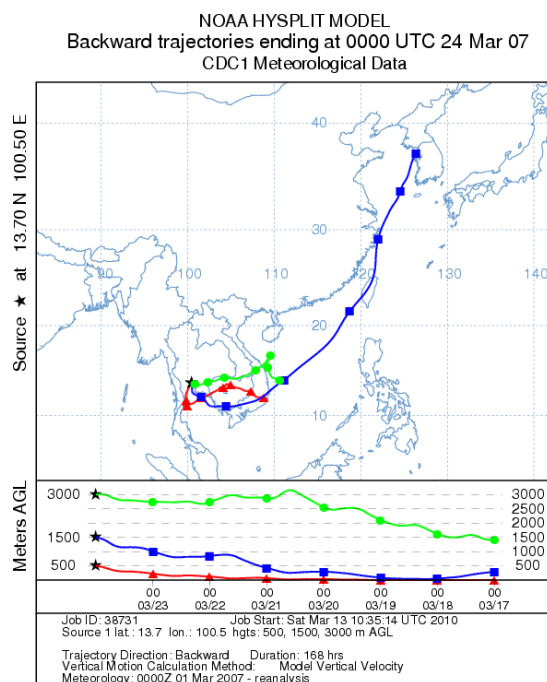 NOAA HYSPLIT MODEL
Backward trajectories ending at 0000 UTC 24 Mar 07
CDC1 Meteorological Data
Source ★ at 13.70 N 100.50 E
40
30
100 110 120 130 140
20
10
Meters AGL
3000 3000
2500
2000
1500 1500
1000
500 500
00 00 00 00 00 00 00
03/23 03/22 03/21 03/20 03/19 03/18 03/17
Job ID: 38731 Job Start: Sat Mar 13 10:35:14 UTC 2010
Source 1 lat.: 13.7 lon.: 100.5 hgts: 500, 1500, 3000 m AGL
Trajectory Direction: Backward Duration: 168 hrs
Vertical Motion Calculation Method: Model Vertical Velocity
Meteorology: 0000Z 01 Mar 2007 - reanalysis